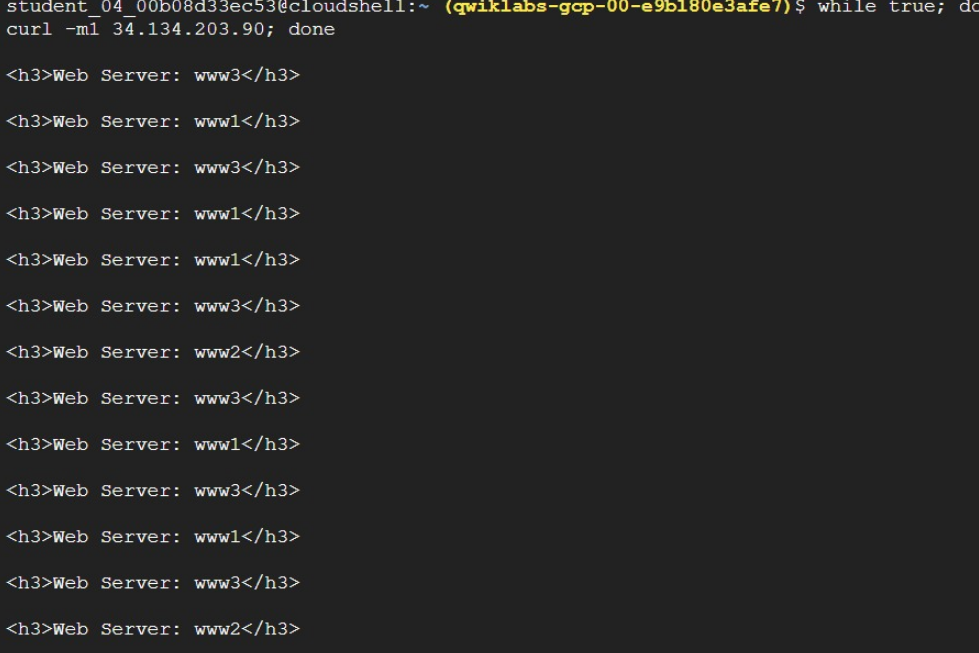 student_04_00b08d33ec53@cloudshell:~ (qwiklabs-gcp-00-e9b180e3afe7)$ while true; do
curl -m1 34.134.203.90; done
<h3>Web Server: www3</h3>
<h3>Web Server: www1</h3>
<h3>Web Server: www3</h3>
<h3>Web Server: www1</h3>
<h3>Web Server: www1</h3>
<h3>Web Server: www3</h3>
<h3>Web Server: www2</h3>
<h3>Web Server: www3</h3>
<h3>Web Server: www1</h3>
<h3>Web Server: www3</h3>
<h3>Web Server: www1</h3>
<h3>Web Server: www3</h3>
<h3>Web Server: www2</h3>